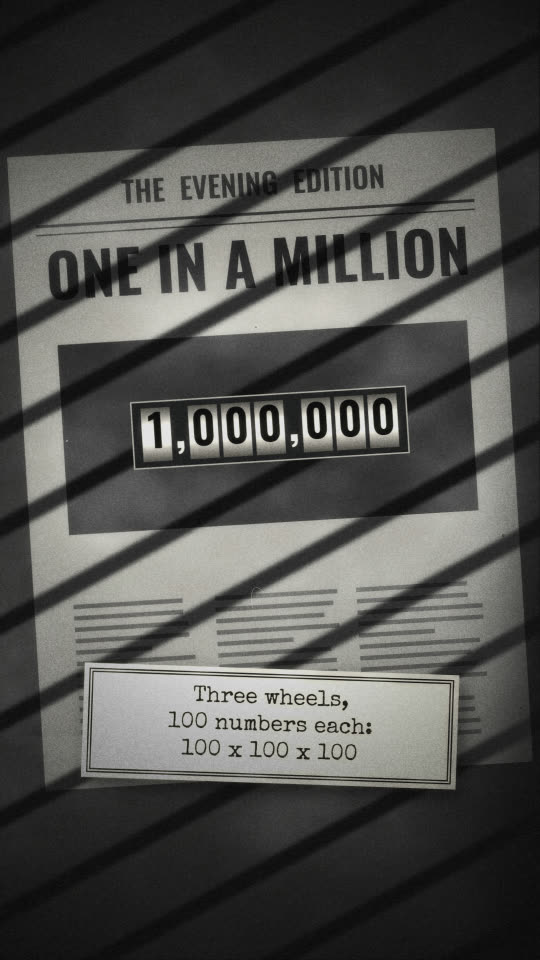 THE EVENING EDITION
ONE IN A MILLION
1,000,000
Three wheels,
100 numbers each:
100 x 100 x 100